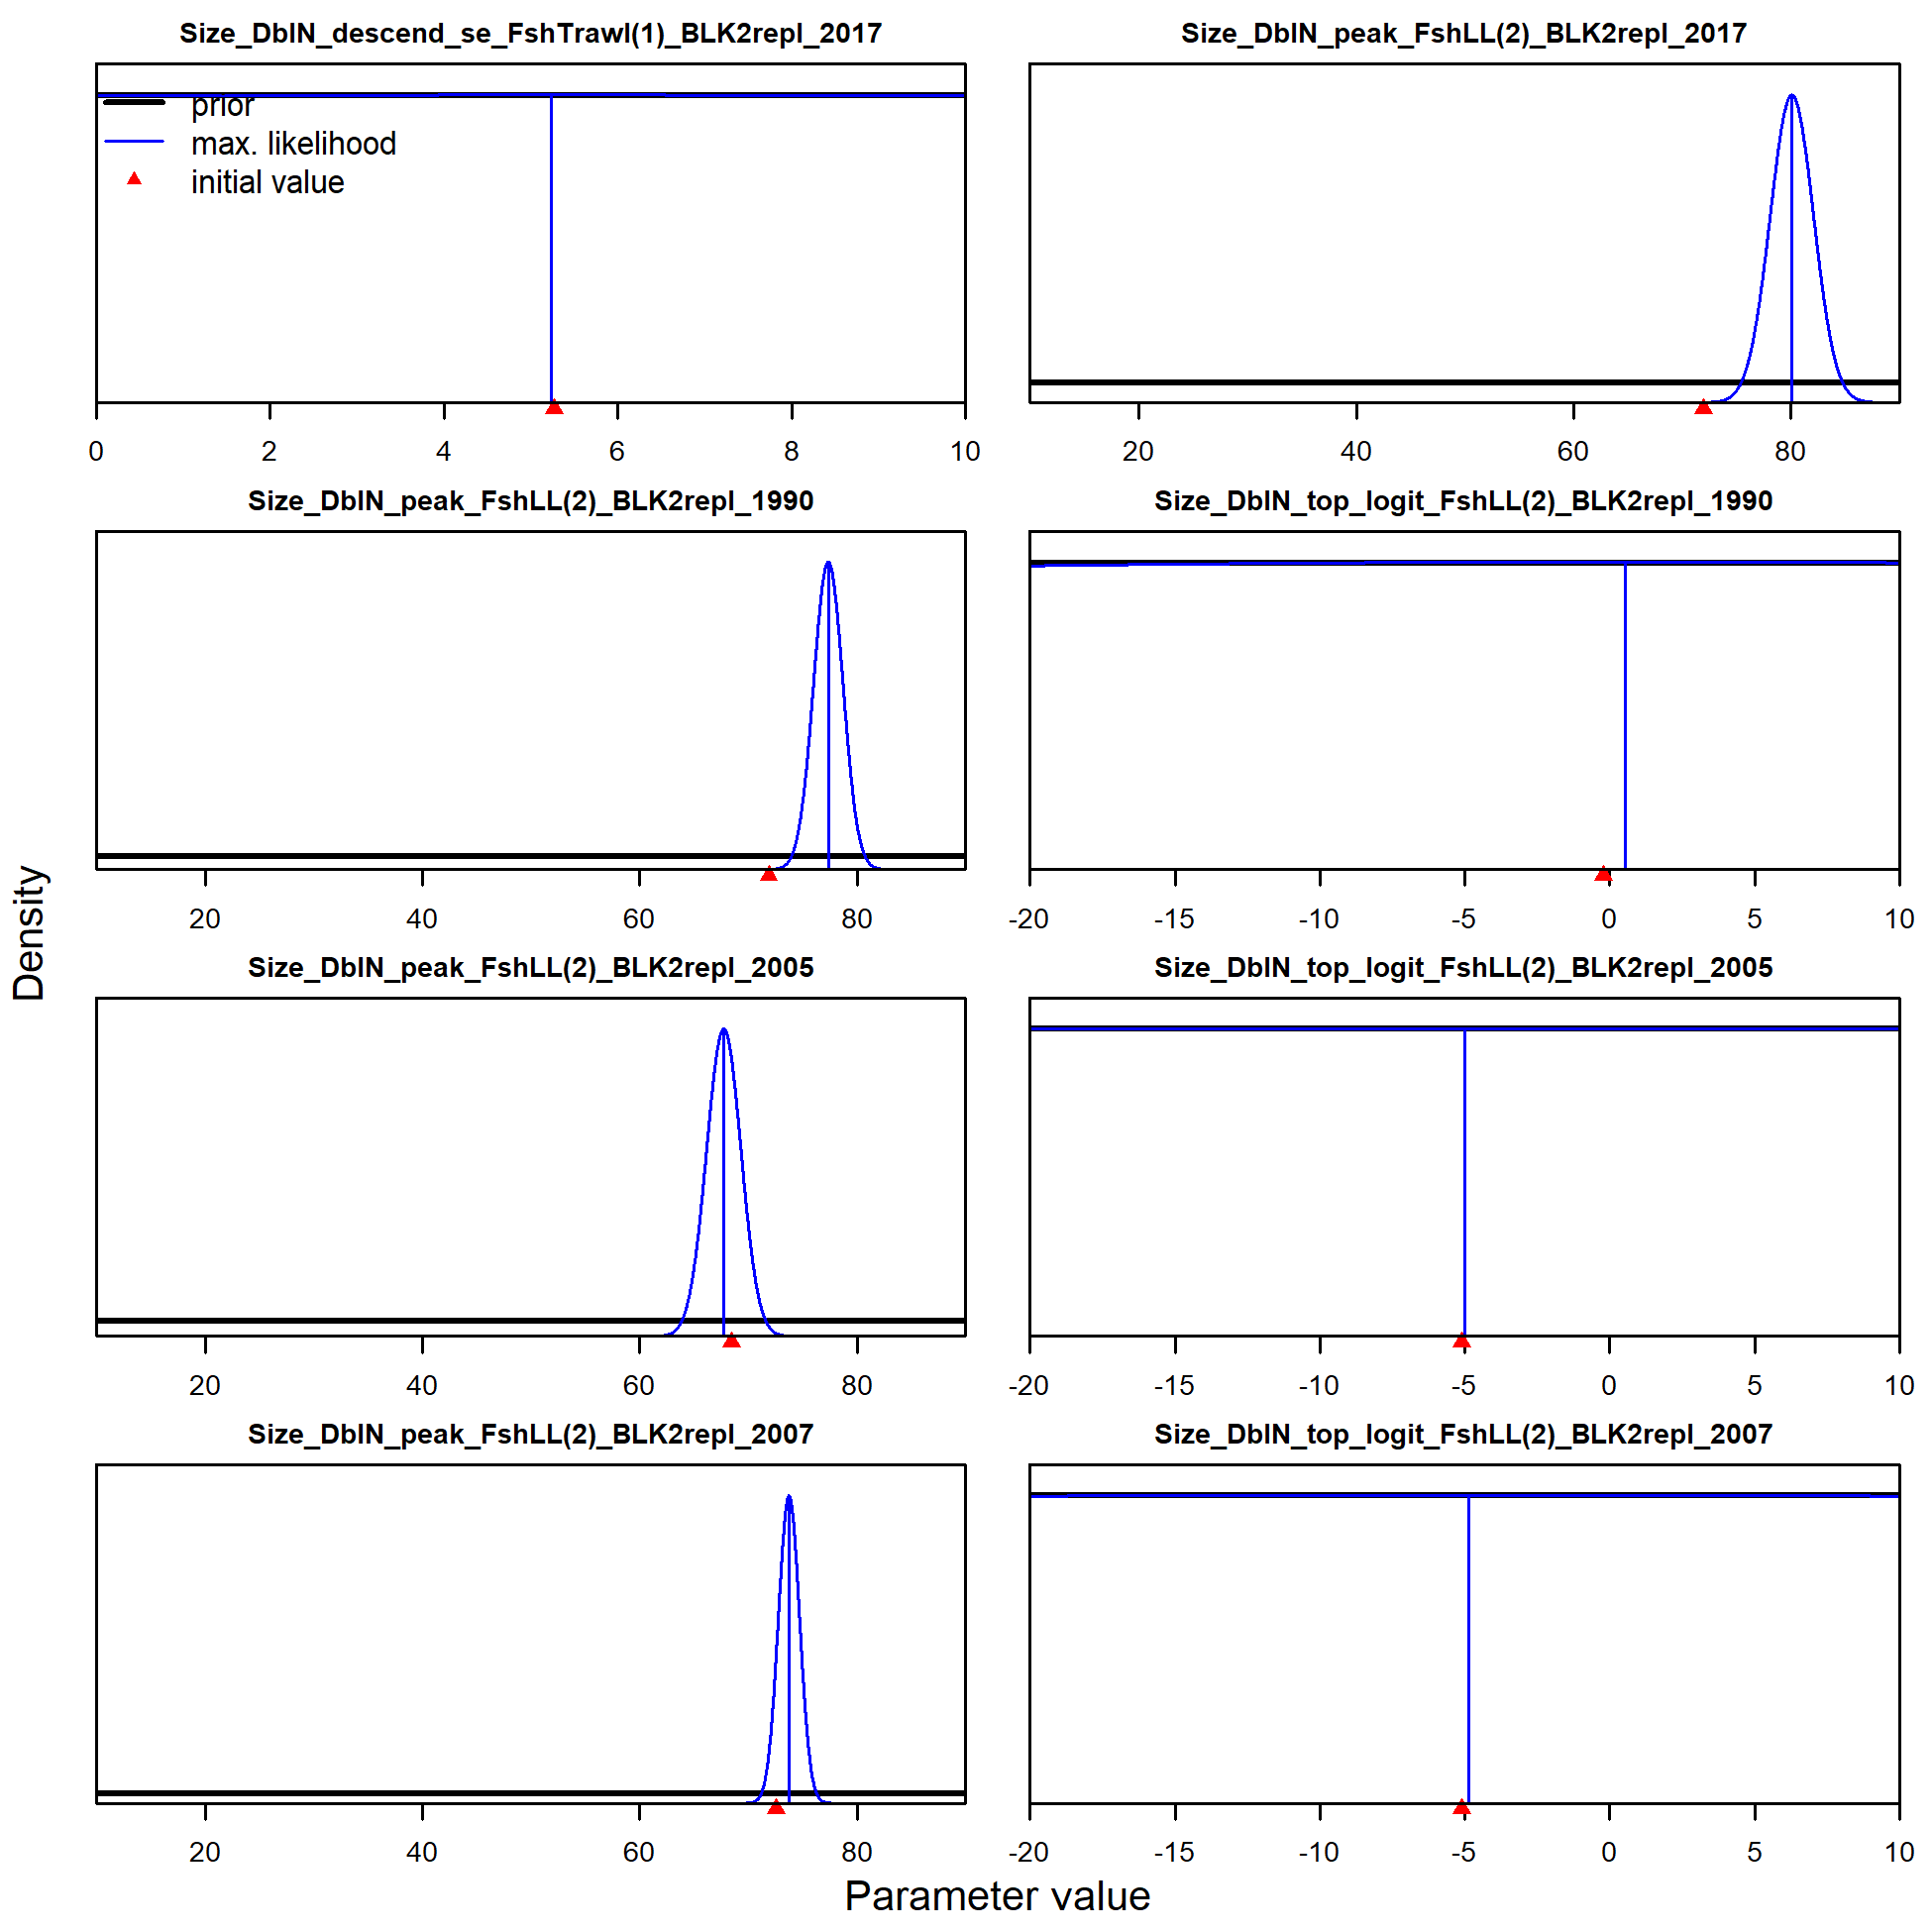 Size_DblN_descend_se_FshTrawl(1)_BLK2repl_2017
prior
max. likelihood
initial value
0 2 4 6 8 10
Size_DblN_peak_FshLL(2)_BLK2repl_2017
20 40 60 80
Size_DblN_peak_FshLL(2)_BLK2repl_1990
20 40 60 80
Size_DblN_top_logit_FshLL(2)_BLK2repl_1990
-20 -15 -10 -5 0 5 10
Size_DblN_peak_FshLL(2)_BLK2repl_2005
20 40 60 80
Size_DblN_top_logit_FshLL(2)_BLK2repl_2005
-20 -15 -10 -5 0 5 10
Size_DblN_peak_FshLL(2)_BLK2repl_2007
20 40 60 80
Size_DblN_top_logit_FshLL(2)_BLK2repl_2007
-20 -15 -10 -5 0 5 10
Density
Parameter value